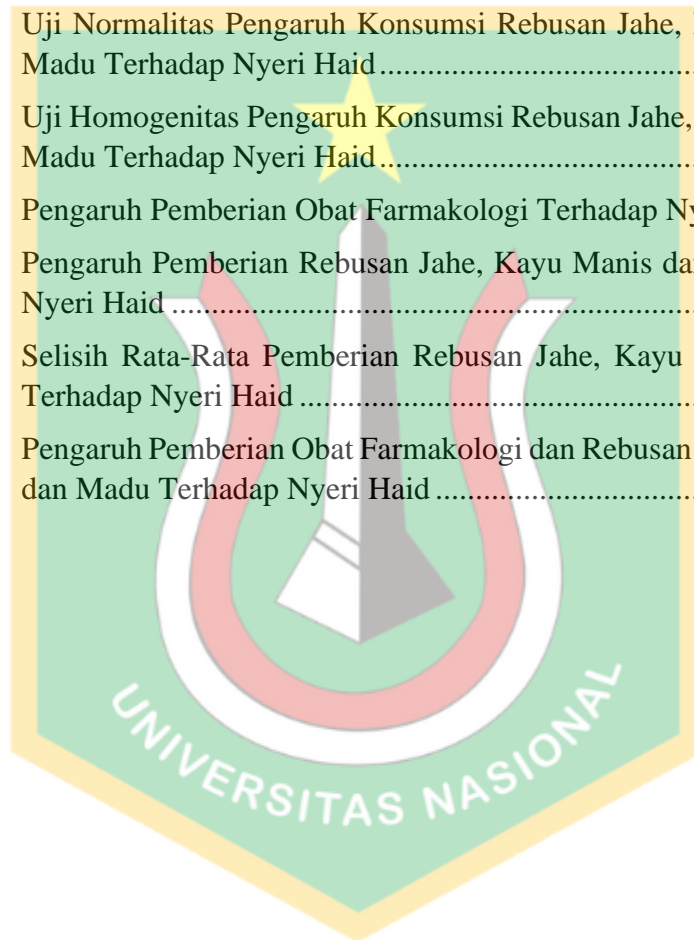 Uji Normalitas Pengaruh Konsumsi Rebusan Jahe,
Madu Terhadap Nyeri Haid ........................................
Uji Homogenitas Pengaruh Konsumsi Rebusan Jahe,
Madu Terhadap Nyeri Haid ........................................
Pengaruh Pemberian Obat Farmakologi Terhadap
Pengaruh Pemberian Rebusan Jahe, Kayu Manis
Nyeri Haid ..................................................................
Selisih Rata-Rata Pemberian Rebusan Jahe, Kayu
Terhadap Nyeri Haid ..................................................
Pengaruh Pemberian Obat Farmakologi dan Rebusan
dan Madu Terhadap Nyeri Haid .................................
UNIVERSITAS NASIONAL